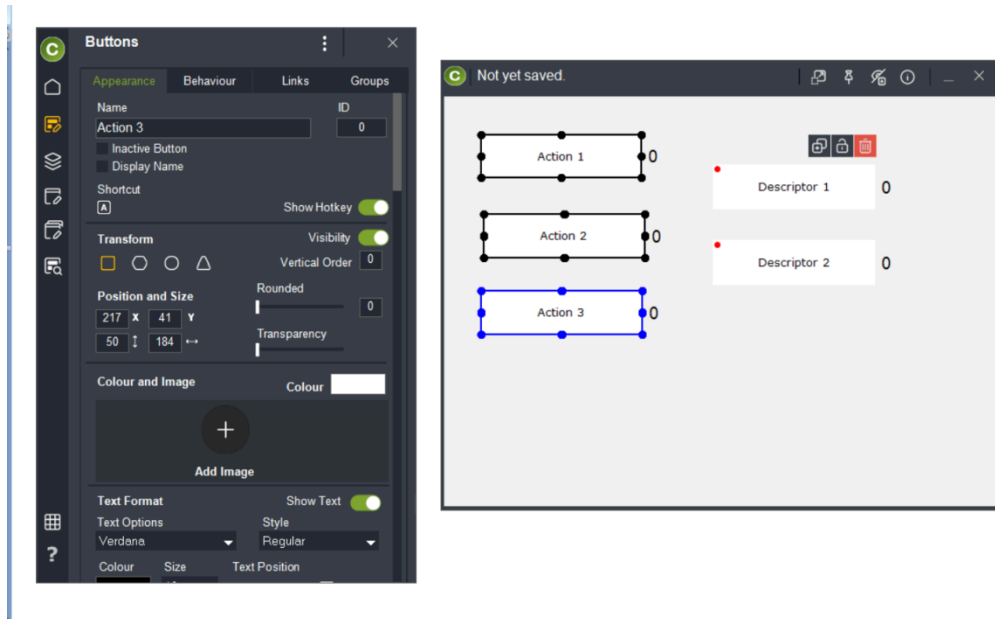 Buttons
Appearance Behaviour Links Groups
Name ID
Action 3 0
Inactive Button
Display Name
Shortcut
A Show Hotkey
Transform Visibility
Vertical Order 0
Position and Size Rounded
217 X 41 Y 0
50 184 Transparency
Colour and Image Colour
Add Image
Text Format Show Text
Text Options Style
Verdana Regular
Colour Size Text Position
?
C Not yet saved.
Action 1 0
Descriptor 1 0
Action 2 0
Descriptor 2 0
Action 3 0